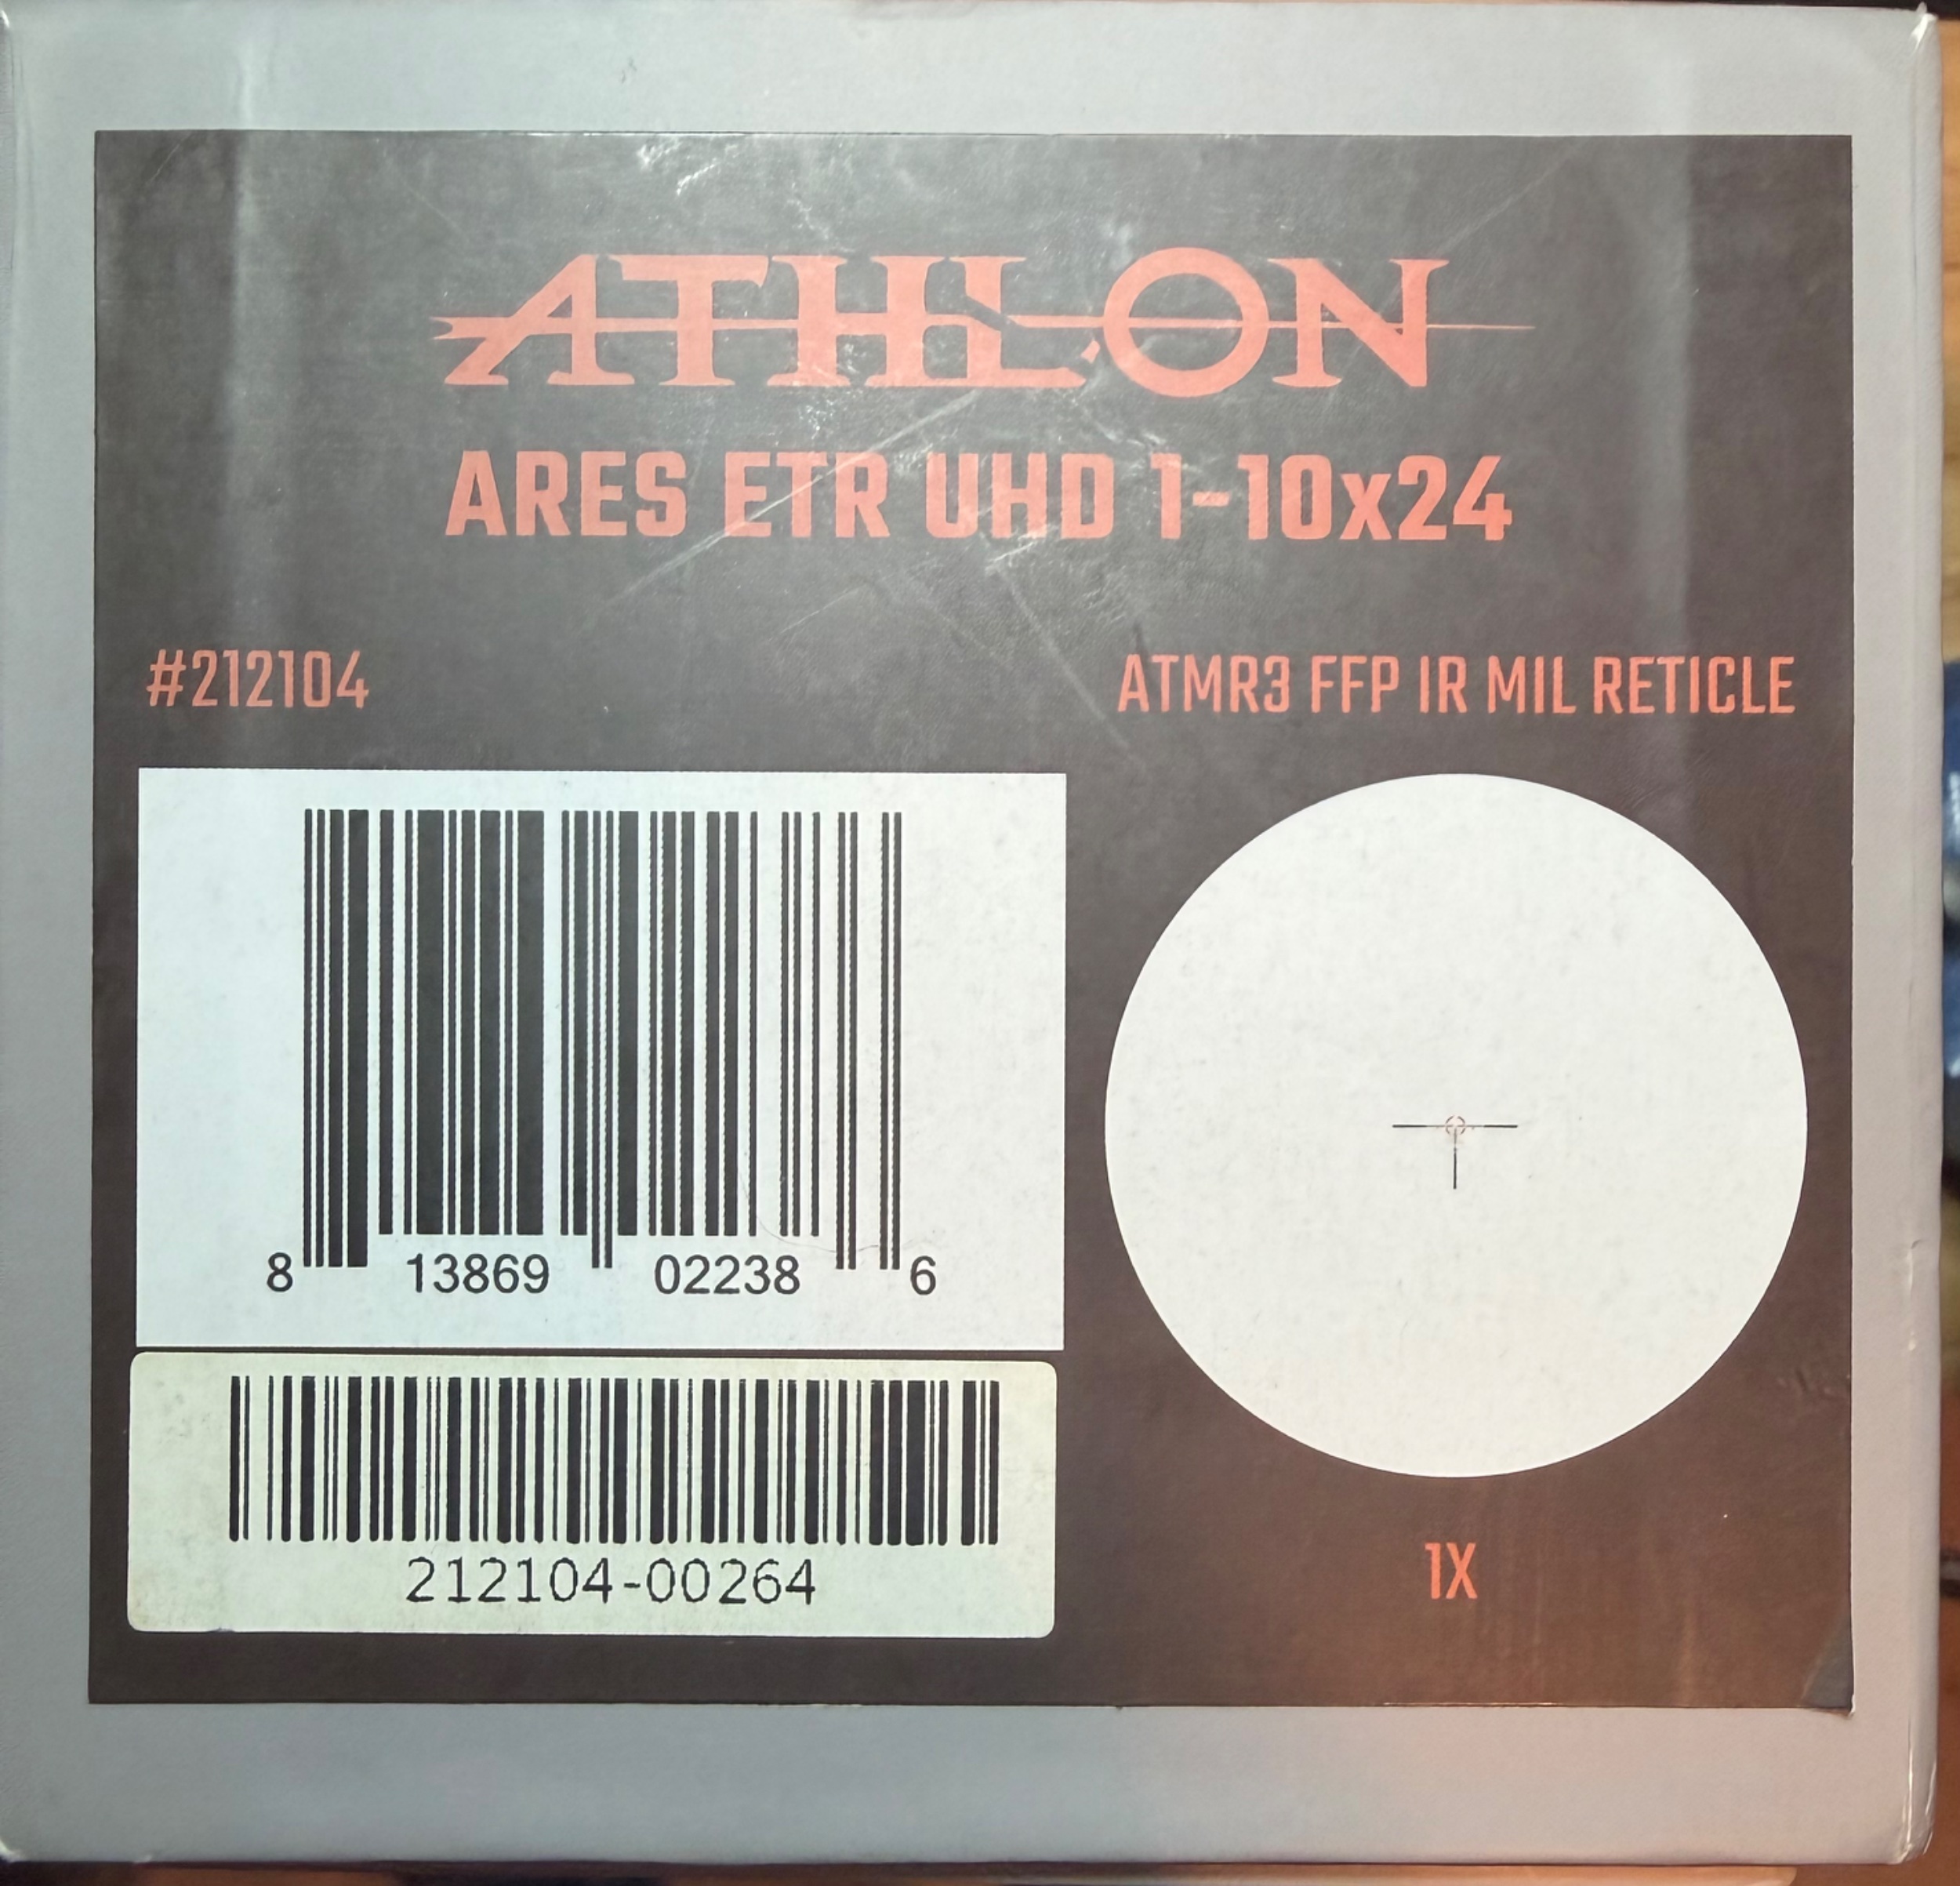 ATHLON
ARES ETR UHD 1-10x24
#212104
ATMR3 FFP IR MIL RETICLE
8 13869 02238 6
212104-00264
1X